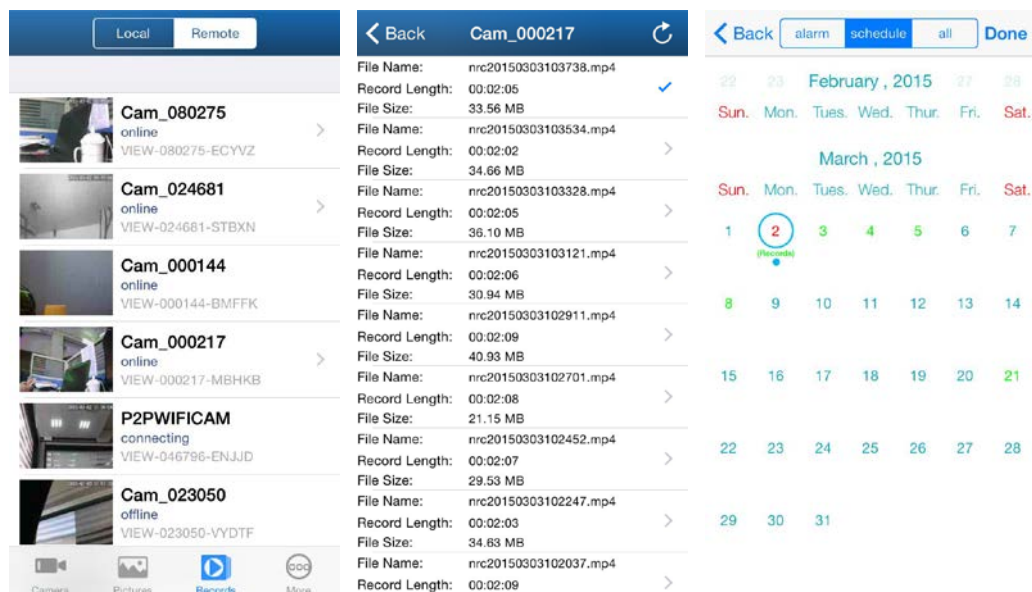 Local Remote
Cam_080275
online
VIEW-080275-ECYVZ
Cam_024681
online
VIEW-024681-STBXN
Cam_000144
online
VIEW-000144-BMFFK
Cam_000217
online
VIEW-000217-MBHKB
P2PWIFICAM
connecting
VIEW-046796-ENJJD
Cam_023050
offline
VIEW-023050-VYDTF
Camera Pictures Records More
Back Cam_000217
File Name: nrc20150303103738.mp4
Record Length: 00:02:05
File Size: 33.56 MB
File Name: nrc20150303103534.mp4
Record Length: 00:02:02
File Size: 34.66 MB
File Name: nrc20150303103328.mp4
Record Length: 00:02:05
File Size: 36.10 MB
File Name: nrc20150303103121.mp4
Record Length: 00:02:06
File Size: 30.94 MB
File Name: nrc20150303102911.mp4
Record Length: 00:02:09
File Size: 40.93 MB
File Name: nrc20150303102701.mp4
Record Length: 00:02:08
File Size: 21.15 MB
File Name: nrc20150303102452.mp4
Record Length: 00:02:07
File Size: 29.53 MB
File Name: nrc20150303102247.mp4
Record Length: 00:02:03
File Size: 34.63 MB
File Name: nrc20150303102037.mp4
Record Length: 00:02:09
Back alarm schedule all Done
22 23 February , 2015 27 28
Sun. Mon. Tues. Wed. Thur. Fri. Sat.
March , 2015
Sun. Mon. Tues. Wed. Thur. Fri. Sat.
1 2 3 4 5 6 7
(Records)
8 9 10 11 12 13 14
15 16 17 18 19 20 21
22 23 24 25 26 27 28
29 30 31